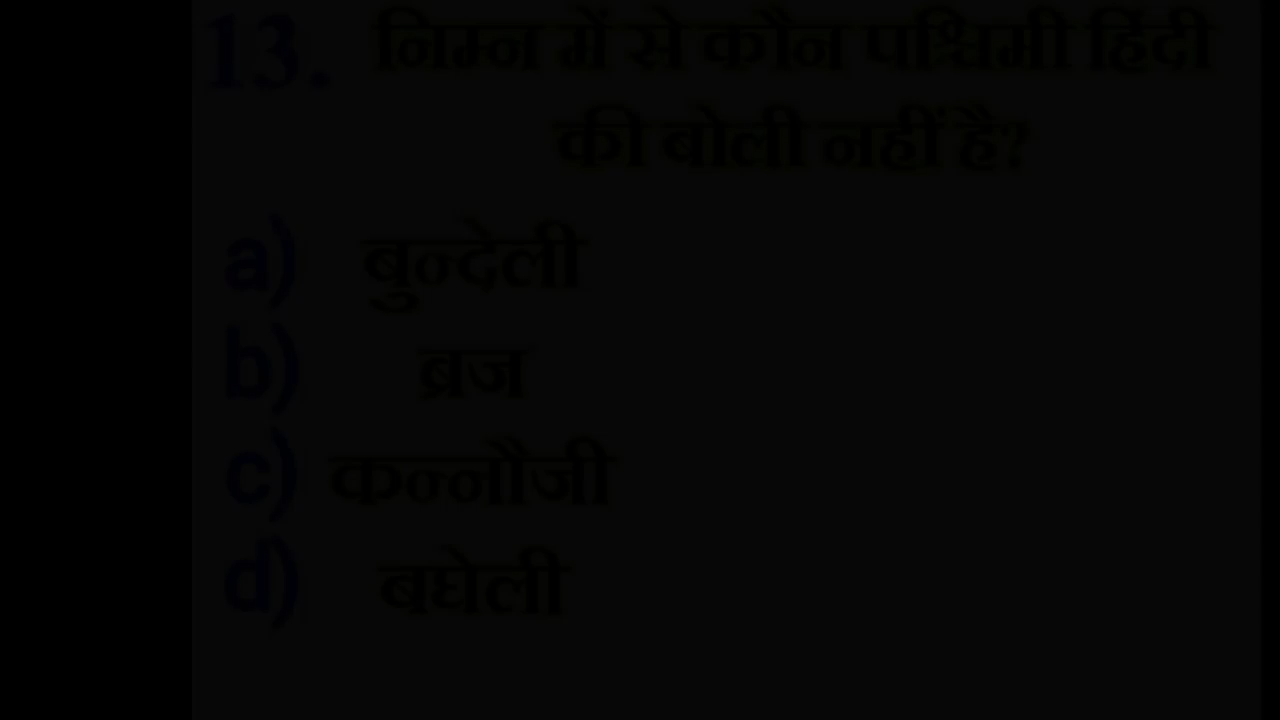 13. निम्न में से कौन पश्चिमी हिंदी
की बोली नहीं है?
a) बुन्देली
b) ब्रज
c) कन्नौजी
d) बघेली